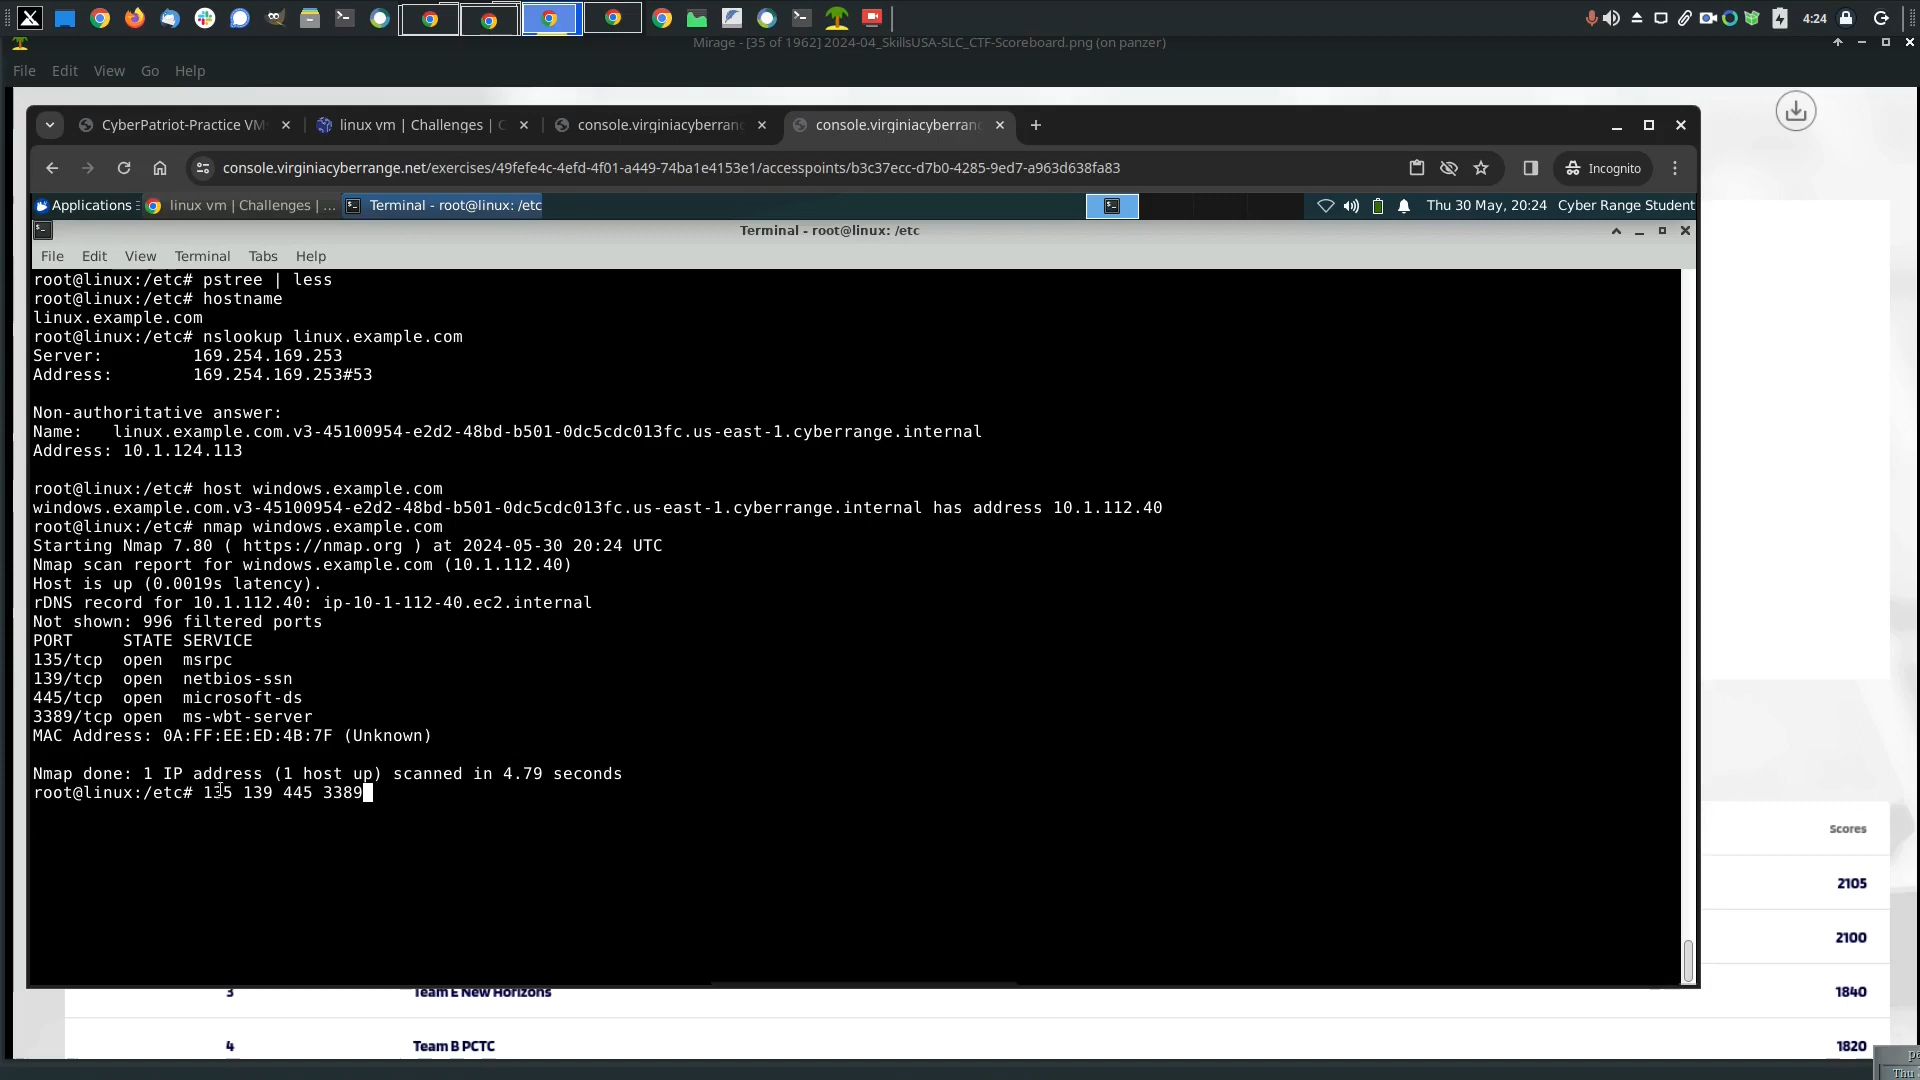 4:24
Mirage - [35 of 1962] 2024-04_SkillsUSA-SLC_CTF-Scoreboard.png (on panzer)
File Edit View Go Help
CyberPatriot-Practice VM
linux vm | Challenges | C
console.virginiacyberrang
console.virginiacyberran
console.virginiacyberrange.net/exercises/49fefe4c-4efd-4f01-a449-74ba1e4153e1/accesspoints/b3c37ecc-d7b0-4285-9ed7-a963d638fa83
Incognito
Applications
linux vm | Challenges | ...
Terminal - root@linux: /etc
Thu 30 May, 20:24 Cyber Range Student
Terminal - root@linux: /etc
File Edit View Terminal Tabs Help
root@linux:/etc# pstree | less
root@linux:/etc# hostname
linux.example.com
root@linux:/etc# nslookup linux.example.com
Server: 169.254.169.253
Address: 169.254.169.253#53
Non-authoritative answer:
Name: linux.example.com.v3-45100954-e2d2-48bd-b501-0dc5cdc013fc.us-east-1.cyberrange.internal
Address: 10.1.124.113
root@linux:/etc# host windows.example.com
windows.example.com.v3-45100954-e2d2-48bd-b501-0dc5cdc013fc.us-east-1.cyberrange.internal has address 10.1.112.40
root@linux:/etc# nmap windows.example.com
Starting Nmap 7.80 ( https://nmap.org ) at 2024-05-30 20:24 UTC
Nmap scan report for windows.example.com (10.1.112.40)
Host is up (0.0019s latency).
rDNS record for 10.1.112.40: ip-10-1-112-40.ec2.internal
Not shown: 996 filtered ports
PORT STATE SERVICE
135/tcp open msrpc
139/tcp open netbios-ssn
445/tcp open microsoft-ds
3389/tcp open ms-wbt-server
MAC Address: 0A:FF:EE:ED:4B:7F (Unknown)
Nmap done: 1 IP address (1 host up) scanned in 4.79 seconds
root@linux:/etc# 135 139 445 3389
Scores
2105
2100
3 Team E New Horizons 1840
4 Team B PCTC 1820
Thu